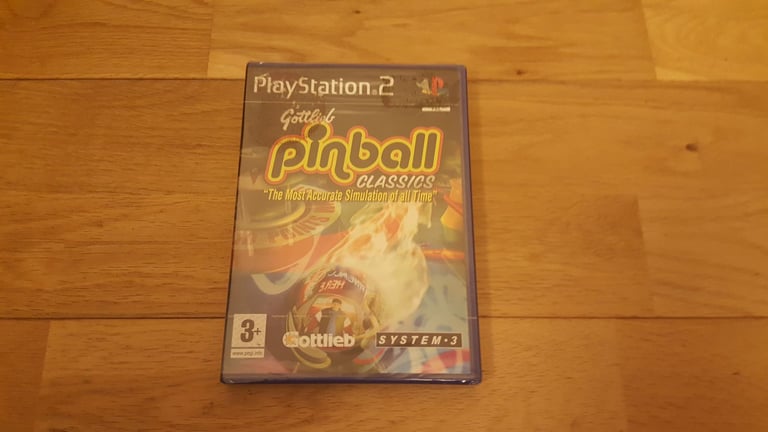 PlayStation 2
Gottlieb
pinball
CLASSICS
"The Most Accurate Simulation of all Time"
3+
www.pegi.info
Gottlieb
SYSTEM•3